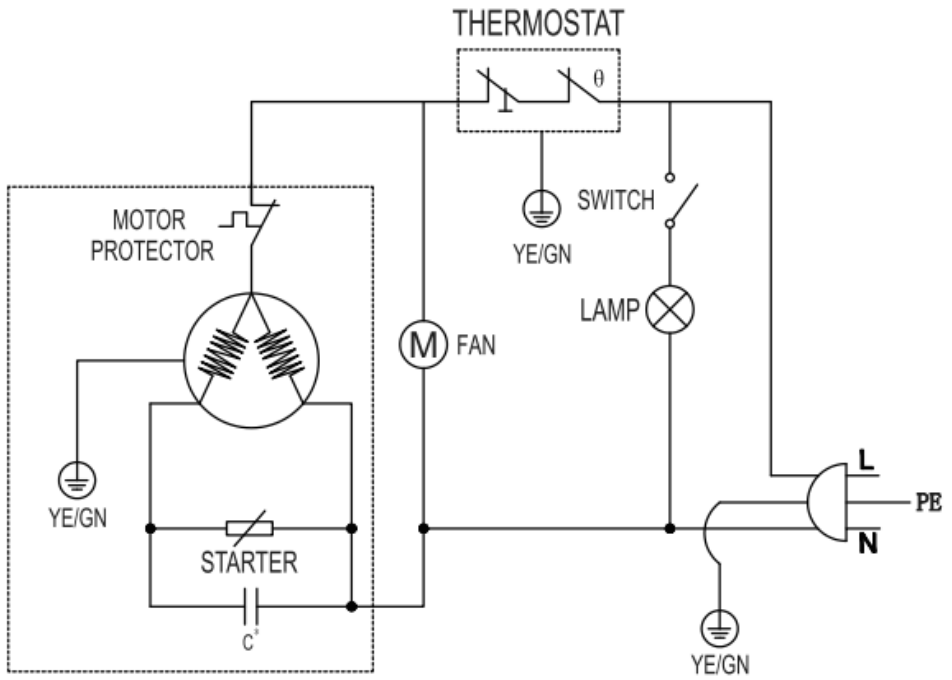 THERMOSTAT
θ
SWITCH
MOTOR
PROTECTOR
YE/GN
LAMP
M
FAN
L
YE/GN
PE
STARTER
N
C*
YE/GN